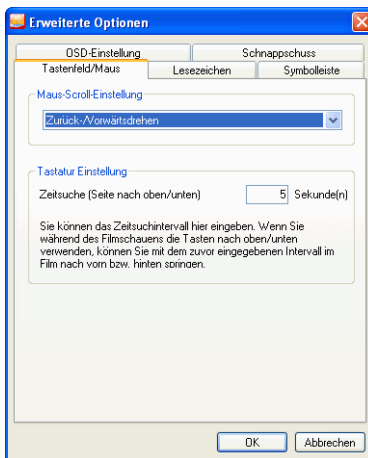 Erweiterte Optionen
OSD-Einstellung
Schnappschuss
Tastenfeld/Maus
Lesezeichen
Symbolleiste
Maus-Scroll-Einstellung
Zurück-/Vorwärtsdrehen
Tastatur Einstellung
Zeitsuche (Seite nach oben/unten)
5
Sekunde(n)
Sie können das Zeitsuchintervall hier eingeben. Wenn Sie
während des Filmschauens die Tasten nach oben/unten
verwenden, können Sie mit dem zuvor eingegebenen Intervall im
Film nach vorn bzw. hinten springen.
OK
Abbrechen